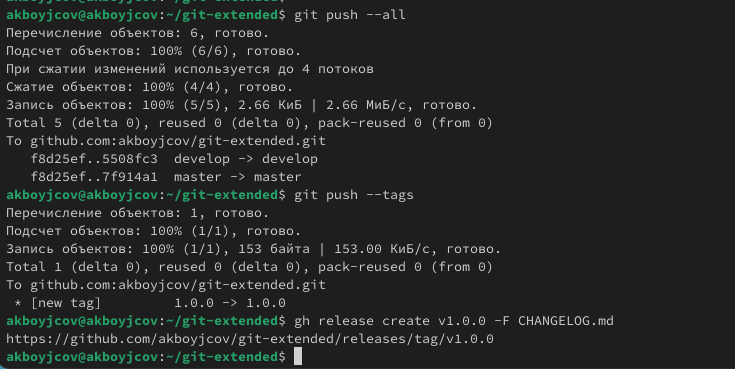 akboyjcov@akboyjcov:~/git-extended$ git push --all
Перечисление объектов: 6, готово.
Подсчет объектов: 100% (6/6), готово.
При сжатии изменений используется до 4 потоков
Сжатие объектов: 100% (4/4), готово.
Запись объектов: 100% (5/5), 2.66 КиБ | 2.66 МиБ/с, готово.
Total 5 (delta 0), reused 0 (delta 0), pack-reused 0 (from 0)
To github.com:akboyjcov/git-extended.git
   f8d25ef..5508fc3  develop -> develop
   f8d25ef..7f914a1  master -> master
akboyjcov@akboyjcov:~/git-extended$ git push --tags
Перечисление объектов: 1, готово.
Подсчет объектов: 100% (1/1), готово.
Запись объектов: 100% (1/1), 153 байта | 153.00 КиБ/с, готово.
Total 1 (delta 0), reused 0 (delta 0), pack-reused 0 (from 0)
To github.com:akboyjcov/git-extended.git
 * [new tag]         1.0.0 -> 1.0.0
akboyjcov@akboyjcov:~/git-extended$ gh release create v1.0.0 -F CHANGELOG.md
https://github.com/akboyjcov/git-extended/releases/tag/v1.0.0
akboyjcov@akboyjcov:~/git-extended$